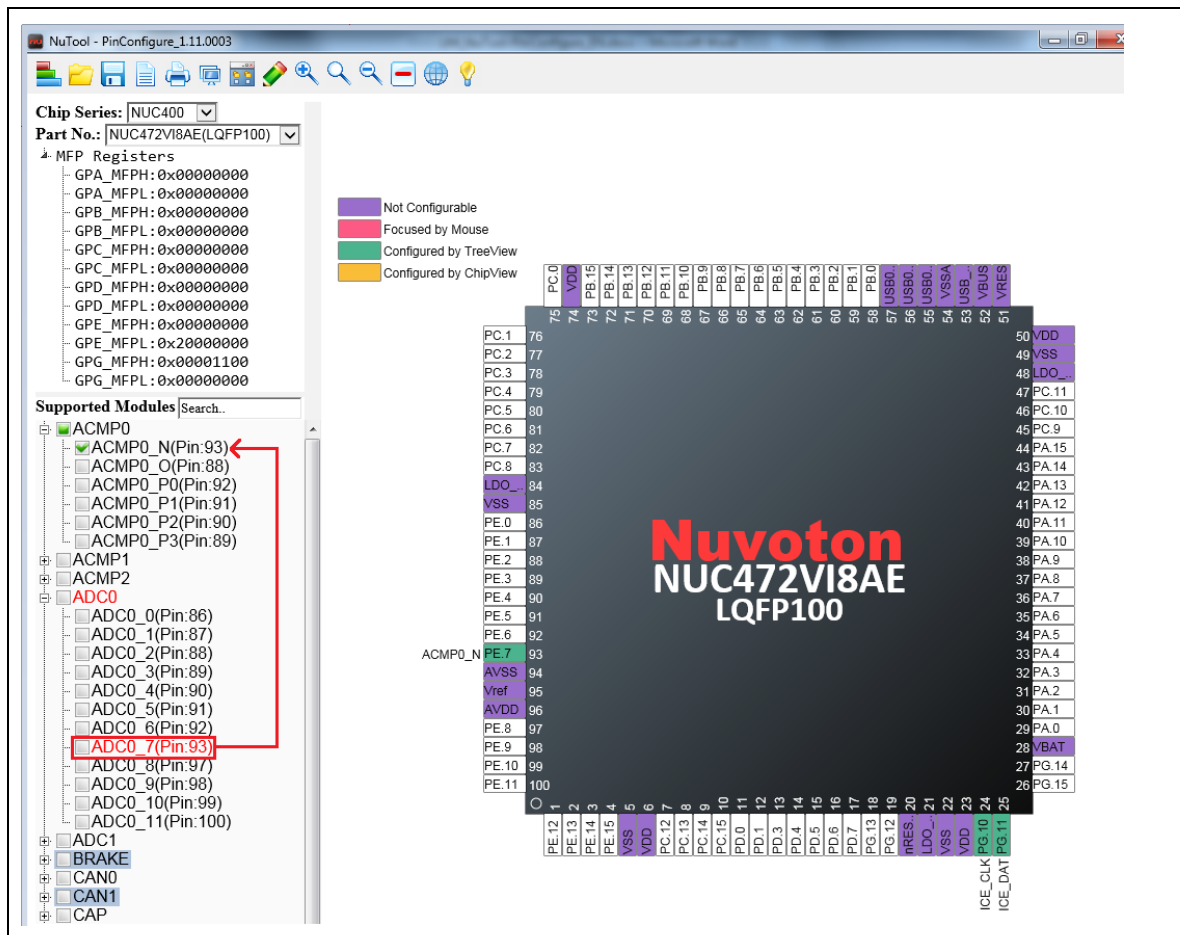 NuTool - PinConfigure_1.11.0003
Chip Series: NUC400
Part No.: NUC472VI8AE(LQFP100)
MFP Registers
GPA_MFPH:0x00000000
GPA_MFPL:0x00000000
GPB_MFPH:0x00000000
GPB_MFPL:0x00000000
GPC_MFPH:0x00000000
GPC_MFPL:0x00000000
GPD_MFPH:0x00000000
GPD_MFPL:0x00000000
GPE_MFPH:0x00000000
GPE_MFPL:0x20000000
GPG_MFPH:0x00001100
GPG_MFPL:0x00000000
Supported Modules Search..
ACMP0
ACMP0_N(Pin:93)
ACMP0_O(Pin:88)
ACMP0_P0(Pin:92)
ACMP0_P1(Pin:91)
ACMP0_P2(Pin:90)
ACMP0_P3(Pin:89)
ACMP1
ACMP2
ADC0
ADC0_0(Pin:86)
ADC0_1(Pin:87)
ADC0_2(Pin:88)
ADC0_3(Pin:89)
ADC0_4(Pin:90)
ADC0_5(Pin:91)
ADC0_6(Pin:92)
ADC0_7(Pin:93)
ADC0_8(Pin:97)
ADC0_9(Pin:98)
ADC0_10(Pin:99)
ADC0_11(Pin:100)
ADC1
BRAKE
CAN0
CAN1
CAP
Not Configurable
Focused by Mouse
Configured by TreeView
Configured by ChipView
PC.0 VDD PB.15 PB.14 PB.13 PB.12 PB.11 PB.10 PB.9 PB.8 PB.7 PB.6 PB.5 PB.4 PB.3 PB.2 PB.1 PB.0 USB0.. USB0.. USB0.. VSSA USB_.. VBUS VRES
75 74 73 72 71 70 69 68 67 66 65 64 63 62 61 60 59 58 57 56 55 54 53 52 51
PC.1 76
PC.2 77
PC.3 78
PC.4 79
PC.5 80
PC.6 81
PC.7 82
PC.8 83
LDO_.. 84
VSS 85
PE.0 86
PE.1 87
PE.2 88
PE.3 89
PE.4 90
PE.5 91
PE.6 92
ACMP0_N PE.7 93
AVSS 94
Vref 95
AVDD 96
PE.8 97
PE.9 98
PE.10 99
PE.11 100
Nuvoton
NUC472VI8AE
LQFP100
50 VDD
49 VSS
48 LDO_..
47 PC.11
46 PC.10
45 PC.9
44 PA.15
43 PA.14
42 PA.13
41 PA.12
40 PA.11
39 PA.10
38 PA.9
37 PA.8
36 PA.7
35 PA.6
34 PA.5
33 PA.4
32 PA.3
31 PA.2
30 PA.1
29 PA.0
28 VBAT
27 PG.14
26 PG.15
1 2 3 4 5 6 7 8 9 10 11 12 13 14 15 16 17 18 19 20 21 22 23 24 25
PE.12 PE.13 PE.14 PE.15 VSS VDD PC.12 PC.13 PC.14 PC.15 PD.0 PD.1 PD.3 PD.4 PD.5 PD.6 PD.7 PG.13 PG.12 nRES.. LDO_.. VSS VDD PG.10 PG.11
ICE_CLK ICE_DAT